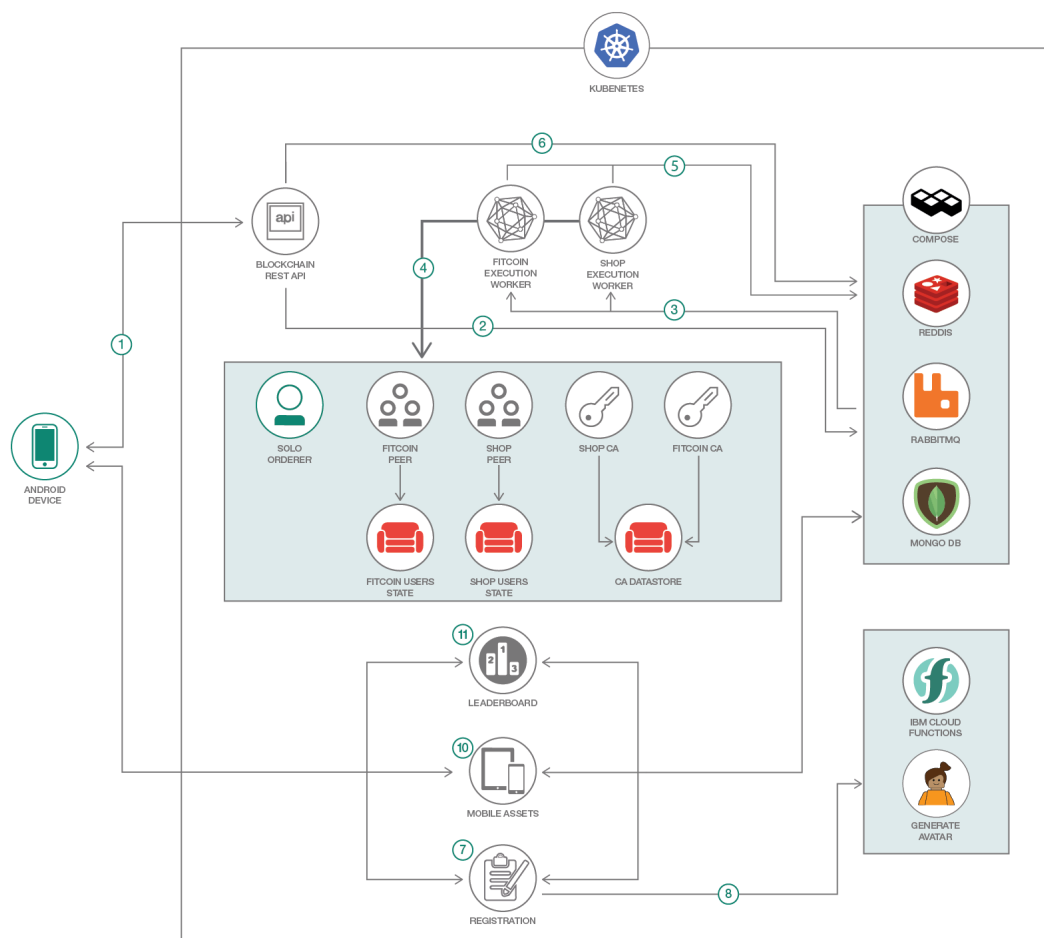 KUBENETES
6
5
api
BLOCKCHAIN
REST API
FITCOIN
EXECUTION
WORKER
SHOP
EXECUTION
WORKER
COMPOSE
4
3
2
1
REDDIS
SOLO
ORDERER
FITCOIN
PEER
SHOP
PEER
SHOP CA
FITCOIN CA
RABBITMQ
ANDROID
DEVICE
FITCOIN USERS
STATE
SHOP USERS
STATE
CA DATASTORE
MONGO DB
11
1
2
3
LEADERBOARD
IBM CLOUD
FUNCTIONS
10
MOBILE ASSETS
GENERATE
AVATAR
7
REGISTRATION
8